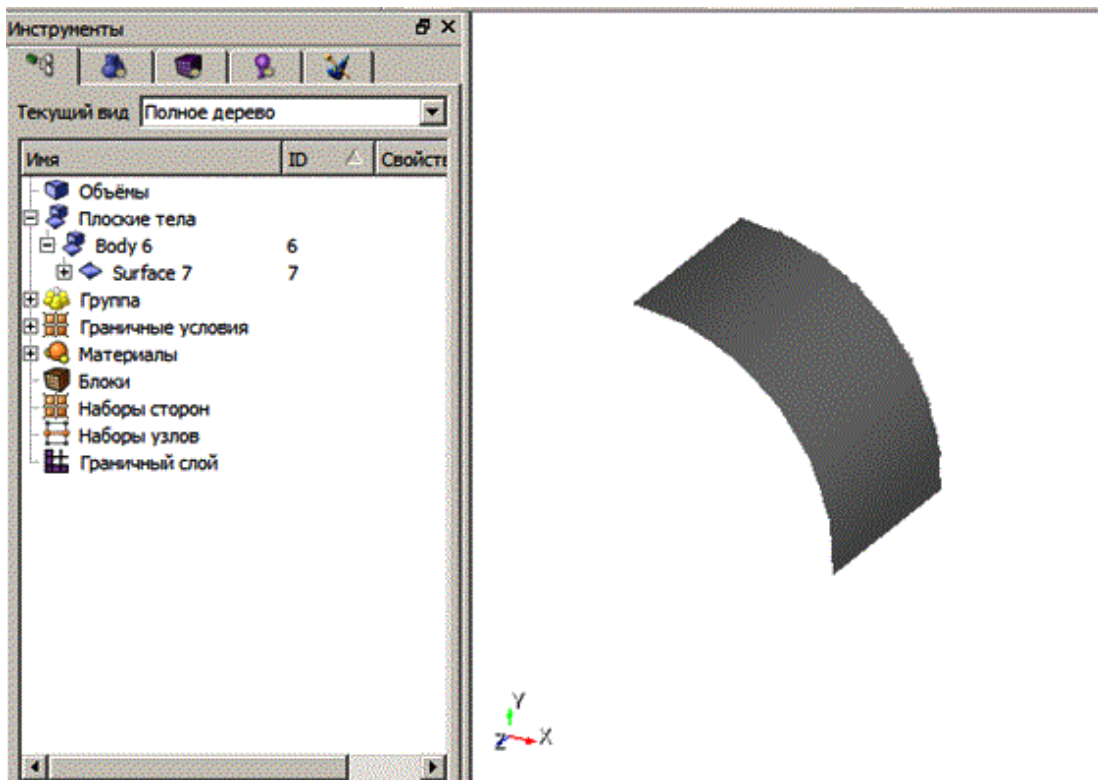 Инструменты
Текущий вид Полное дерево
Имя ID Свойств
Объёмы
Плоские тела
Body 6 6
Surface 7 7
Группа
Граничные условия
Материалы
Блоки
Наборы сторон
Наборы узлов
Граничный слой
Y
Z X